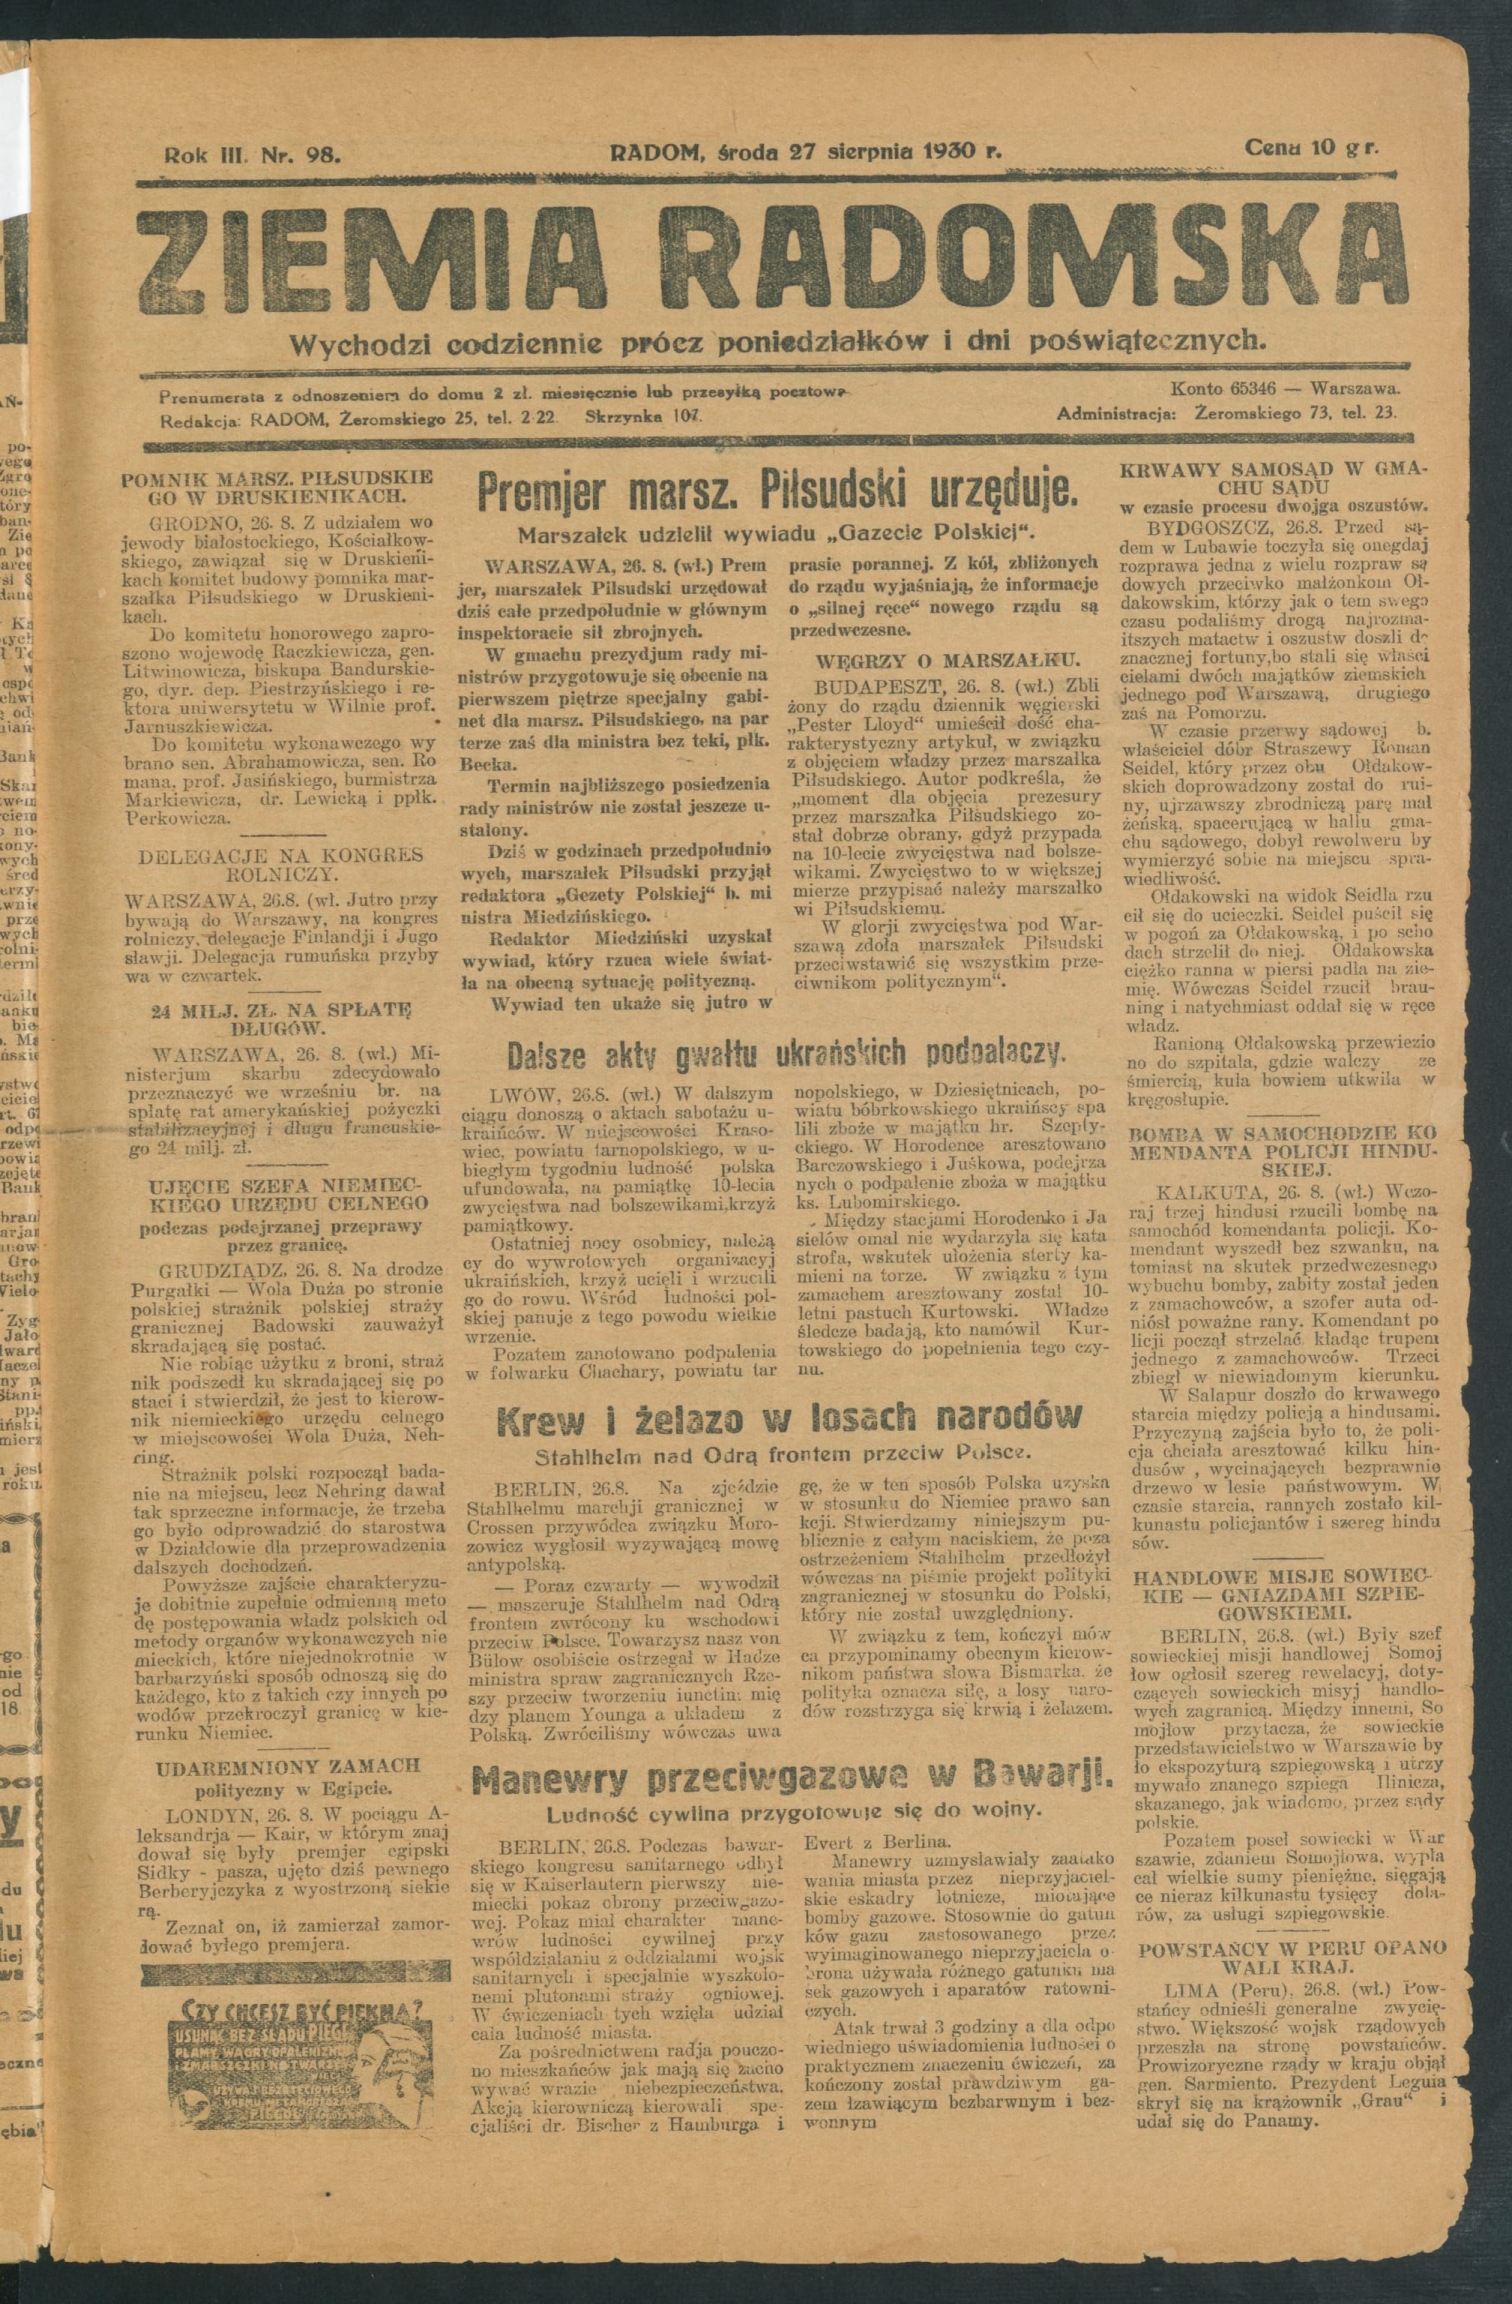 Rok III. Nr. 98.
RADOM, środa 27 sierpnia 1930 r.
Cena 10 gr.
ZIEMIA RADOMSKA
Wychodzi codziennie prócz poniedziałków i dni poświątecznych.
Prenumerata z odnoszeniem do domu 2 zł. miesięcznie lub przesyłką pocztową
Redakcja: RADOM, Żeromskiego 25, tel. 2-22. Skrzynka 107.
Konto 65346 — Warszawa.
Administracja: Żeromskiego 73, tel. 23.
POMNIK MARSZ. PIŁSUDSKIE
GO W DRUSKIENIKACH.
GRODNO, 26. 8. Z udziałem wo
jewody białostockiego, Kościałkow-
skiego, zawiązał się w Druskieni-
kach komitet budowy pomnika mar-
szałka Piłsudskiego w Druskieni-
kach.
Do komitetu honorowego zapro-
szono wojewodę Raczkiewicza, gen.
Litwinowicza, biskupa Bandurskie-
go, dyr. dep. Piestrzyńskiego i re-
ktora uniwersytetu w Wilnie prof.
Jarnuszkiewicza.
Do komitetu wykonawczego wy
brano sen. Abrahamowicza, sen. Ro
mana, prof. Jasińskiego, burmistrza
Markiewicza, dr. Lewicką i ppłk.
Perkowicza.
DELEGACJE NA KONGRES
ROLNICZY.
WARSZAWA, 26.8. (wł. Jutro przy
bywają do Warszawy, na kongres
rolniczy, delegacje Finlandji i Jugo
sławji. Delegacja rumuńska przyby
wa w czwartek.
24 MILJ. ZŁ. NA SPŁATĘ
DŁUGÓW.
WARSZAWA, 26. 8. (wł.) Mi-
nisterjum skarbu zdecydowało
przeznaczyć we wrześniu br. na
spłatę rat amerykańskiej pożyczki
stabilizacyjnej i długu francuskie-
go 24 milj. zł.
UJĘCIE SZEFA NIEMIEC-
KIEGO URZĘDU CELNEGO
podczas podejrzanej przeprawy
przez granicę.
GRUDZIĄDZ, 26. 8. Na drodze
Purgałki — Wola Duża po stronie
polskiej strażnik polskiej straży
granicznej Badowski zauważył
skradającą się postać.
Nie robiąc użytku z broni, straż
nik podszedł ku skradającej się po
staci i stwierdził, że jest to kierow-
nik niemieckiego urzędu celnego
w miejscowości Wola Duża, Neh-
ring.
Strażnik polski rozpoczął bada-
nie na miejscu, lecz Nehring dawał
tak sprzeczne informacje, że trzeba
go było odprowadzić do starostwa
w Działdowie dla przeprowadzenia
dalszych dochodzeń.
Powyższe zajście charakteryzu-
je dobitnie zupełnie odmienną meto
dę postępowania władz polskich od
metody organów wykonawczych nie
mieckich, które niejednokrotnie w
barbarzyński sposób odnoszą się do
każdego, kto z takich czy innych po
wodów przekroczył granicę w kie-
runku Niemiec.
UDAREMNIONY ZAMACH
polityczny w Egipcie.
LONDYN, 26. 8. W pociągu A-
leksandrja — Kair, w którym znaj
dował się były premjer egipski
Sidky - pasza, ujęto dziś pewnego
Berberyjczyka z wyostrzoną siekie
rą.
Zeznał on, iż zamierzał zamor-
dować byłego premjera.
CZY CHCESZ BYĆ PIĘKNA?
USUNĄĆ BEZ ŚLADU PIEGI
PLAMY, WĄGRY, OPALENIZNĘ
I ZMARSZCZKI NA TWARZY
Premjer marsz. Piłsudski urzęduje.
Marszałek udzielił wywiadu „Gazecie Polskiej“.
WARSZAWA, 26. 8. (wł.) Prem
jer, marszałek Piłsudski urzędował
dziś całe przedpołudnie w głównym
inspektoracie sił zbrojnych.
W gmachu prezydjum rady mi-
nistrów przygotowuje się obecnie na
pierwszem piętrze specjalny gabi-
net dla marsz. Piłsudskiego, na par
terze zaś dla ministra bez teki, płk.
Becka.
Termin najbliższego posiedzenia
rady ministrów nie został jeszcze u-
stalony.
Dziś w godzinach przedpołudnio
wych, marszałek Piłsudski przyjął
redaktora „Gezety Polskiej“ b. mi
nistra Miedzińskiego.
Redaktor Miedziński uzyskał
wywiad, który rzuca wiele świat-
ła na obecną sytuację polityczną.
Wywiad ten ukaże się jutro w
prasie porannej. Z kół, zbliżonych
do rządu wyjaśniają, że informacje
o „silnej ręce“ nowego rządu są
przedwczesne.
WĘGRZY O MARSZAŁKU.
BUDAPESZT, 26. 8. (wł.) Zbli
żony do rządu dziennik węgierski
„Pester Lloyd“ umieścił dość cha-
rakterystyczny artykuł, w związku
z objęciem władzy przez marszałka
Piłsudskiego. Autor podkreśla, że
„moment dla objęcia prezesury
przez marszałka Piłsudskiego zo-
stał dobrze obrany, gdyż przypada
na 10-lecie zwycięstwa nad bolsze-
wikami. Zwycięstwo to w większej
mierze przypisać należy marszałko
wi Piłsudskiemu.
W glorji zwycięstwa pod War-
szawą zdoła marszałek Piłsudski
przeciwstawić się wszystkim prze-
ciwnikom politycznym“.
Dalsze akty gwałtu ukrańskich podpalaczy.
LWÓW, 26.8. (wł.) W dalszym
ciągu donoszą o aktach sabotażu u-
kraińców. W miejscowości Kraso-
wiec, powiatu tarnopolskiego, w u-
biegłym tygodniu ludność polska
ufundowała, na pamiątkę 10-lecia
zwycięstwa nad bolszewikami,krzyż
pamiątkowy.
Ostatniej nocy osobnicy, należą
cy do wywrotowych organizacyj
ukraińskich, krzyż ucięli i wrzucili
go do rowu. Wśród ludności pol-
skiej panuje z tego powodu wielkie
wrzenie.
Pozatem zanotowano podpalenia
w folwarku Chachary, powiatu tar
nopolskiego, w Dziesiętnicach, po-
wiatu bóbrkowskiego ukraińscy spa
lili zboże w majątku hr. Szepty-
ckiego. W Horodence aresztowano
Barczowskiego i Juśkowa, podejrza
nych o podpalenie zboża w majątku
ks. Lubomirskiego.
Między stacjami Horodenko i Ja
sielów omal nie wydarzyła się kata
strofa, wskutek ułożenia sterty ka-
mieni na torze. W związku z tym
zamachem aresztowany został 10-
letni pastuch Kurtowski. Władze
śledcze badają, kto namówił Kur-
towskiego do popełnienia tego czy-
nu.
Krew i żelazo w losach narodów
Stahlhelm nad Odrą frontem przeciw Polsce.
BERLIN, 26.8. Na zjeździe
Stahlhelmu marchji granicznej w
Crossen przywódca związku Moro-
zowicz wygłosił wyzywającą mowę
antypolską.
— Poraz czwarty — wywodził
— maszeruje Stahlhelm nad Odrą
frontem zwrócony ku wschodowi
przeciw Polsce. Towarzysz nasz von
Bülow osobiście ostrzegał w Hadze
ministra spraw zagranicznych Rze-
szy przeciw tworzeniu iunctim mię
dzy planem Younga a układem z
Polską. Zwróciliśmy wówczas uwa
gę, że w ten sposób Polska uzyska
w stosunku do Niemiec prawo san
kcji. Stwierdzamy niniejszym pu-
blicznie z całym naciskiem, że poza
ostrzeżeniem Stahlhelm przedłożył
wówczas na piśmie projekt polityki
zagranicznej w stosunku do Polski,
który nie został uwzględniony.
W związku z tem, kończył mów
ca przypominamy obecnym kierow-
nikom państwa słowa Bismarka, że
polityka oznacza siłę, a losy naro-
dów rozstrzyga się krwią i żelazem.
Manewry przeciwgazowe w Bawarji.
Ludność cywilna przygotowuje się do wojny.
BERLIN, 26.8. Podczas bawar-
skiego kongresu sanitarnego odbył
się w Kaiserlautern pierwszy nie-
miecki pokaz obrony przeciwgazo-
wej. Pokaz miał charakter mane-
wrów ludności cywilnej przy
współdziałaniu z oddziałami wojsk
sanitarnych i specjalnie wyszkolo-
nemi plutonami straży ogniowej.
W ćwiczeniach tych wzięła udział
cała ludność miasta.
Za pośrednictwem radja pouczo-
no mieszkańców jak mają się zacho
wywać wrazie niebezpieczeństwa.
Akcją kierowniczą kierowali spe-
cjaliści dr. Bischer z Hamburga i
Evert z Berlina.
Manewry uzmysławiały zaatako
wania miasta przez nieprzyjaciel-
skie eskadry lotnicze, miotające
bomby gazowe. Stosownie do gatun
ków gazu zastosowanego przez
wyimaginowanego nieprzyjaciela o-
brona używała różnego gatunku ma
sek gazowych i aparatów ratowni-
czych.
Atak trwał 3 godziny a dla odpo
wiedniego uświadomienia ludności o
praktycznem znaczeniu ćwiczeń, za
kończony został prawdziwym ga-
zem łzawiącym bezbarwnym i bez-
wonnym
KRWAWY SAMOSĄD W GMA-
CHU SĄDU
w czasie procesu dwojga oszustów.
BYDGOSZCZ, 26.8. Przed są-
dem w Lubawie toczyła się onegdaj
rozprawa jedna z wielu rozpraw są
dowych przeciwko małżonkom Oł-
dakowskim, którzy jak o tem swego
czasu podaliśmy drogą najrozma-
itszych matactw i oszustw doszli do
znacznej fortuny,bo stali się właści
cielami dwóch majątków ziemskich
jednego pod Warszawą, drugiego
zaś na Pomorzu.
W czasie przerwy sądowej b.
właściciel dóbr Straszewy Roman
Seidel, który przez obu Ołdakow-
skich doprowadzony został do rui-
ny, ujrzawszy zbrodniczą parę mał
żeńską, spacerującą w hallu gma-
chu sądowego, dobył rewolweru by
wymierzyć sobie na miejscu spra-
wiedliwość.
Ołdakowski na widok Seidla rzu
cił się do ucieczki. Seidel puścił się
w pogoń za Ołdakowską, i po scho
dach strzelił do niej. Ołdakowska
ciężko ranna w piersi padła na zie-
mię. Wówczas Seidel rzucił brau-
ning i natychmiast oddał się w ręce
władz.
Ranioną Ołdakowską przewiezio
no do szpitala, gdzie walczy ze
śmiercią, kula bowiem utkwiła w
kręgosłupie.
BOMBA W SAMOCHODZIE KO
MENDANTA POLICJI HINDU-
SKIEJ.
KALKUTA, 26. 8. (wł.) Wczo-
raj trzej hindusi rzucili bombę na
samochód komendanta policji. Ko-
mendant wyszedł bez szwanku, na
tomiast na skutek przedwczesnego
wybuchu bomby, zabity został jeden
z zamachowców, a szofer auta od-
niósł poważne rany. Komendant po
licji począł strzelać, kładąc trupem
jednego z zamachowców. Trzeci
zbiegł w niewiadomym kierunku.
W Salapur doszło do krwawego
starcia między policją a hindusami.
Przyczyną zajścia było to, że poli-
cja chciała aresztować kilku hin-
dusów , wycinających bezprawnie
drzewo w lesie państwowym. W
czasie starcia, rannych zostało kil-
kunastu policjantów i szereg hindu
sów.
HANDLOWE MISJE SOWIEC-
KIE — GNIAZDAMI SZPIE-
GOWSKIEMI.
BERLIN, 26.8. (wł.) Były szef
sowieckiej misji handlowej Somoj
łow ogłosił szereg rewelacyj, doty-
czących sowieckich misyj handlo-
wych zagranicą. Między innemi, So
mojłow przytacza, że sowieckie
przedstawicielstwo w Warszawie by
ło ekspozyturą szpiegowską i utrzy
mywało znanego szpiega Ilinicza,
skazanego, jak wiadomo, przez sądy
polskie.
Pozatem poseł sowiecki w War
szawie, zdaniem Somojłowa, wypła
cał wielkie sumy pieniężne, sięgają
ce nieraz kilkunastu tysięcy dola-
rów, za usługi szpiegowskie.
POWSTAŃCY W PERU OPANO
WALI KRAJ.
LIMA (Peru), 26.8. (wł.) Pow-
stańcy odnieśli generalne zwycię-
stwo. Większość wojsk rządowych
przeszła na stronę powstańców.
Prowizoryczne rządy w kraju objął
gen. Sarmiento. Prezydent Leguia
skrył się na krążownik „Grau“ i
udał się do Panamy.